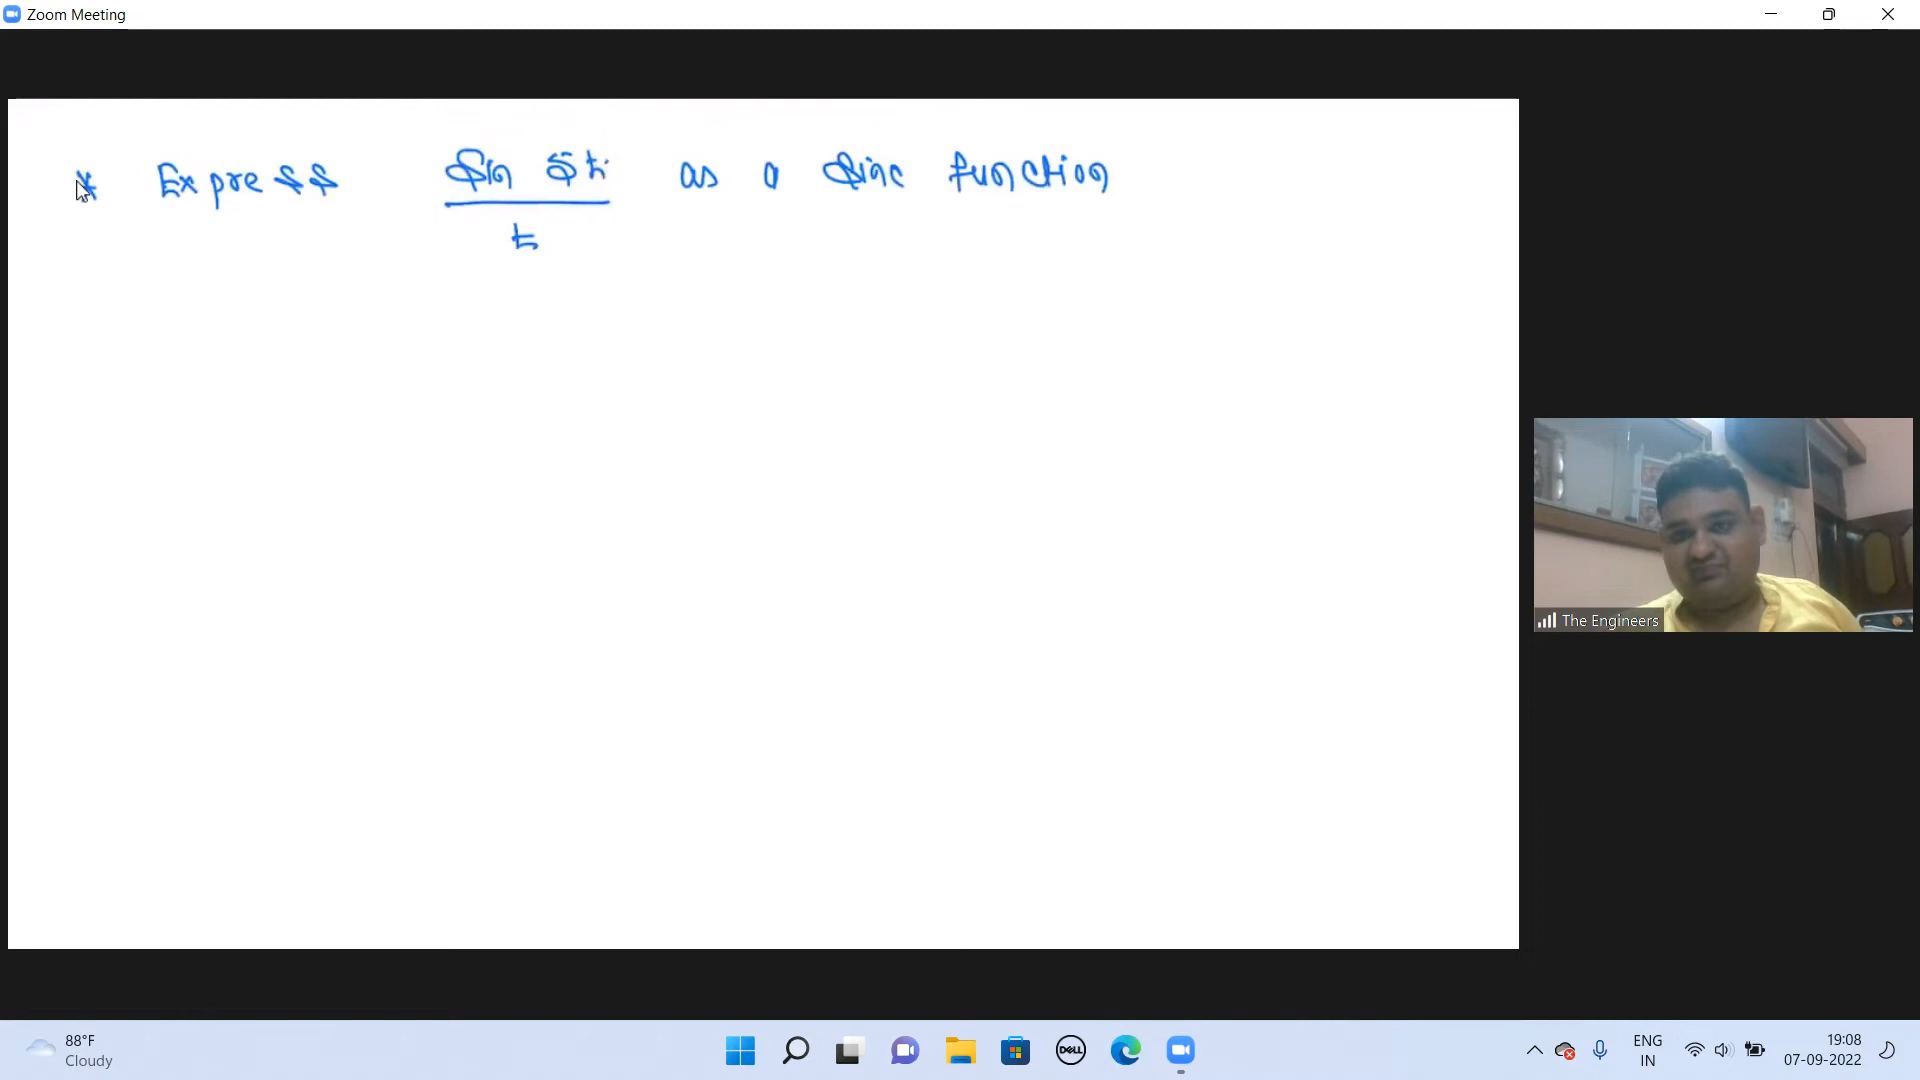 Zoom Meeting
* Express sin 5t as a sinc function
t
The Engineers
88°F
Cloudy
DELL
ENG
IN
19:08
07-09-2022